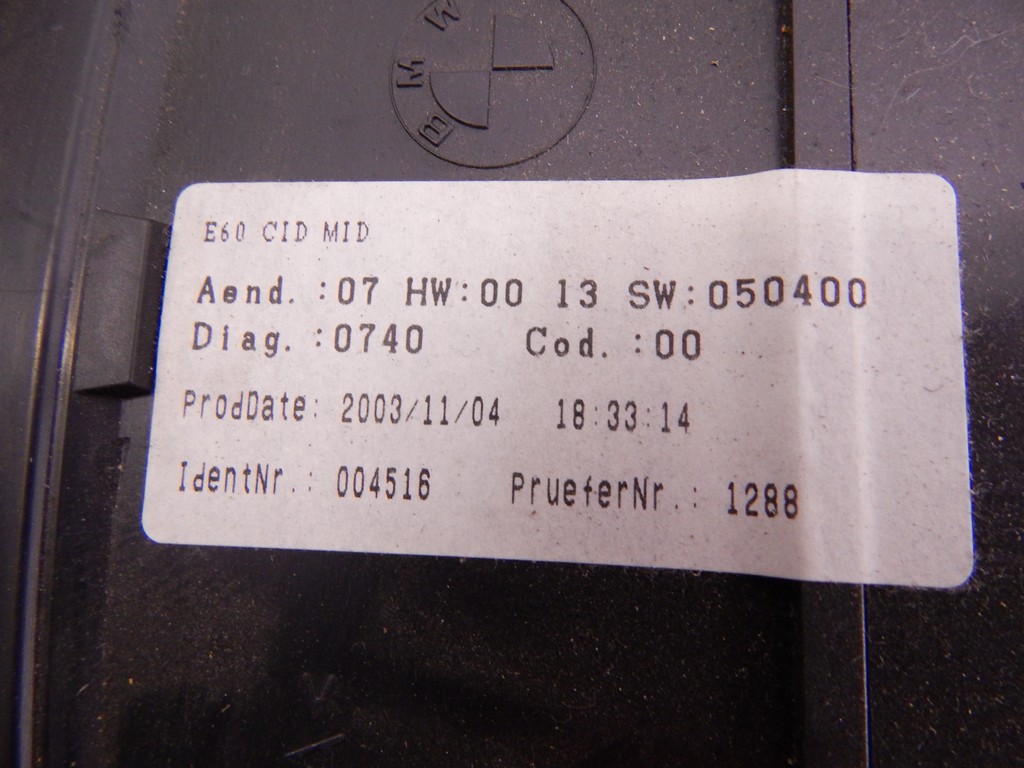 BMW
E60 CID MID
Aend. :07 HW:00 13 SW:050400
Diag. :0740 Cod. :00
ProdDate: 2003/11/04 18:33:14
IdentNr.: 004516 PrueferNr.: 1288